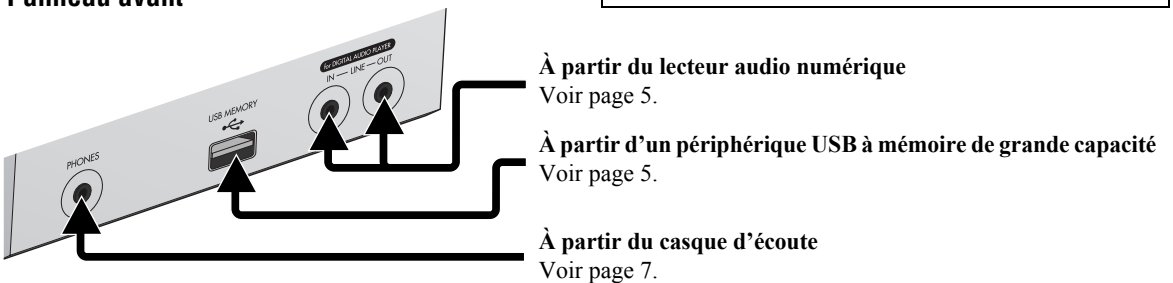 Panneau avant
for DIGITAL AUDIO PLAYER
IN — LINE — OUT
USB MEMORY
PHONES
À partir du lecteur audio numérique
Voir page 5.
À partir d’un périphérique USB à mémoire de grande capacité
Voir page 5.
À partir du casque d’écoute
Voir page 7.